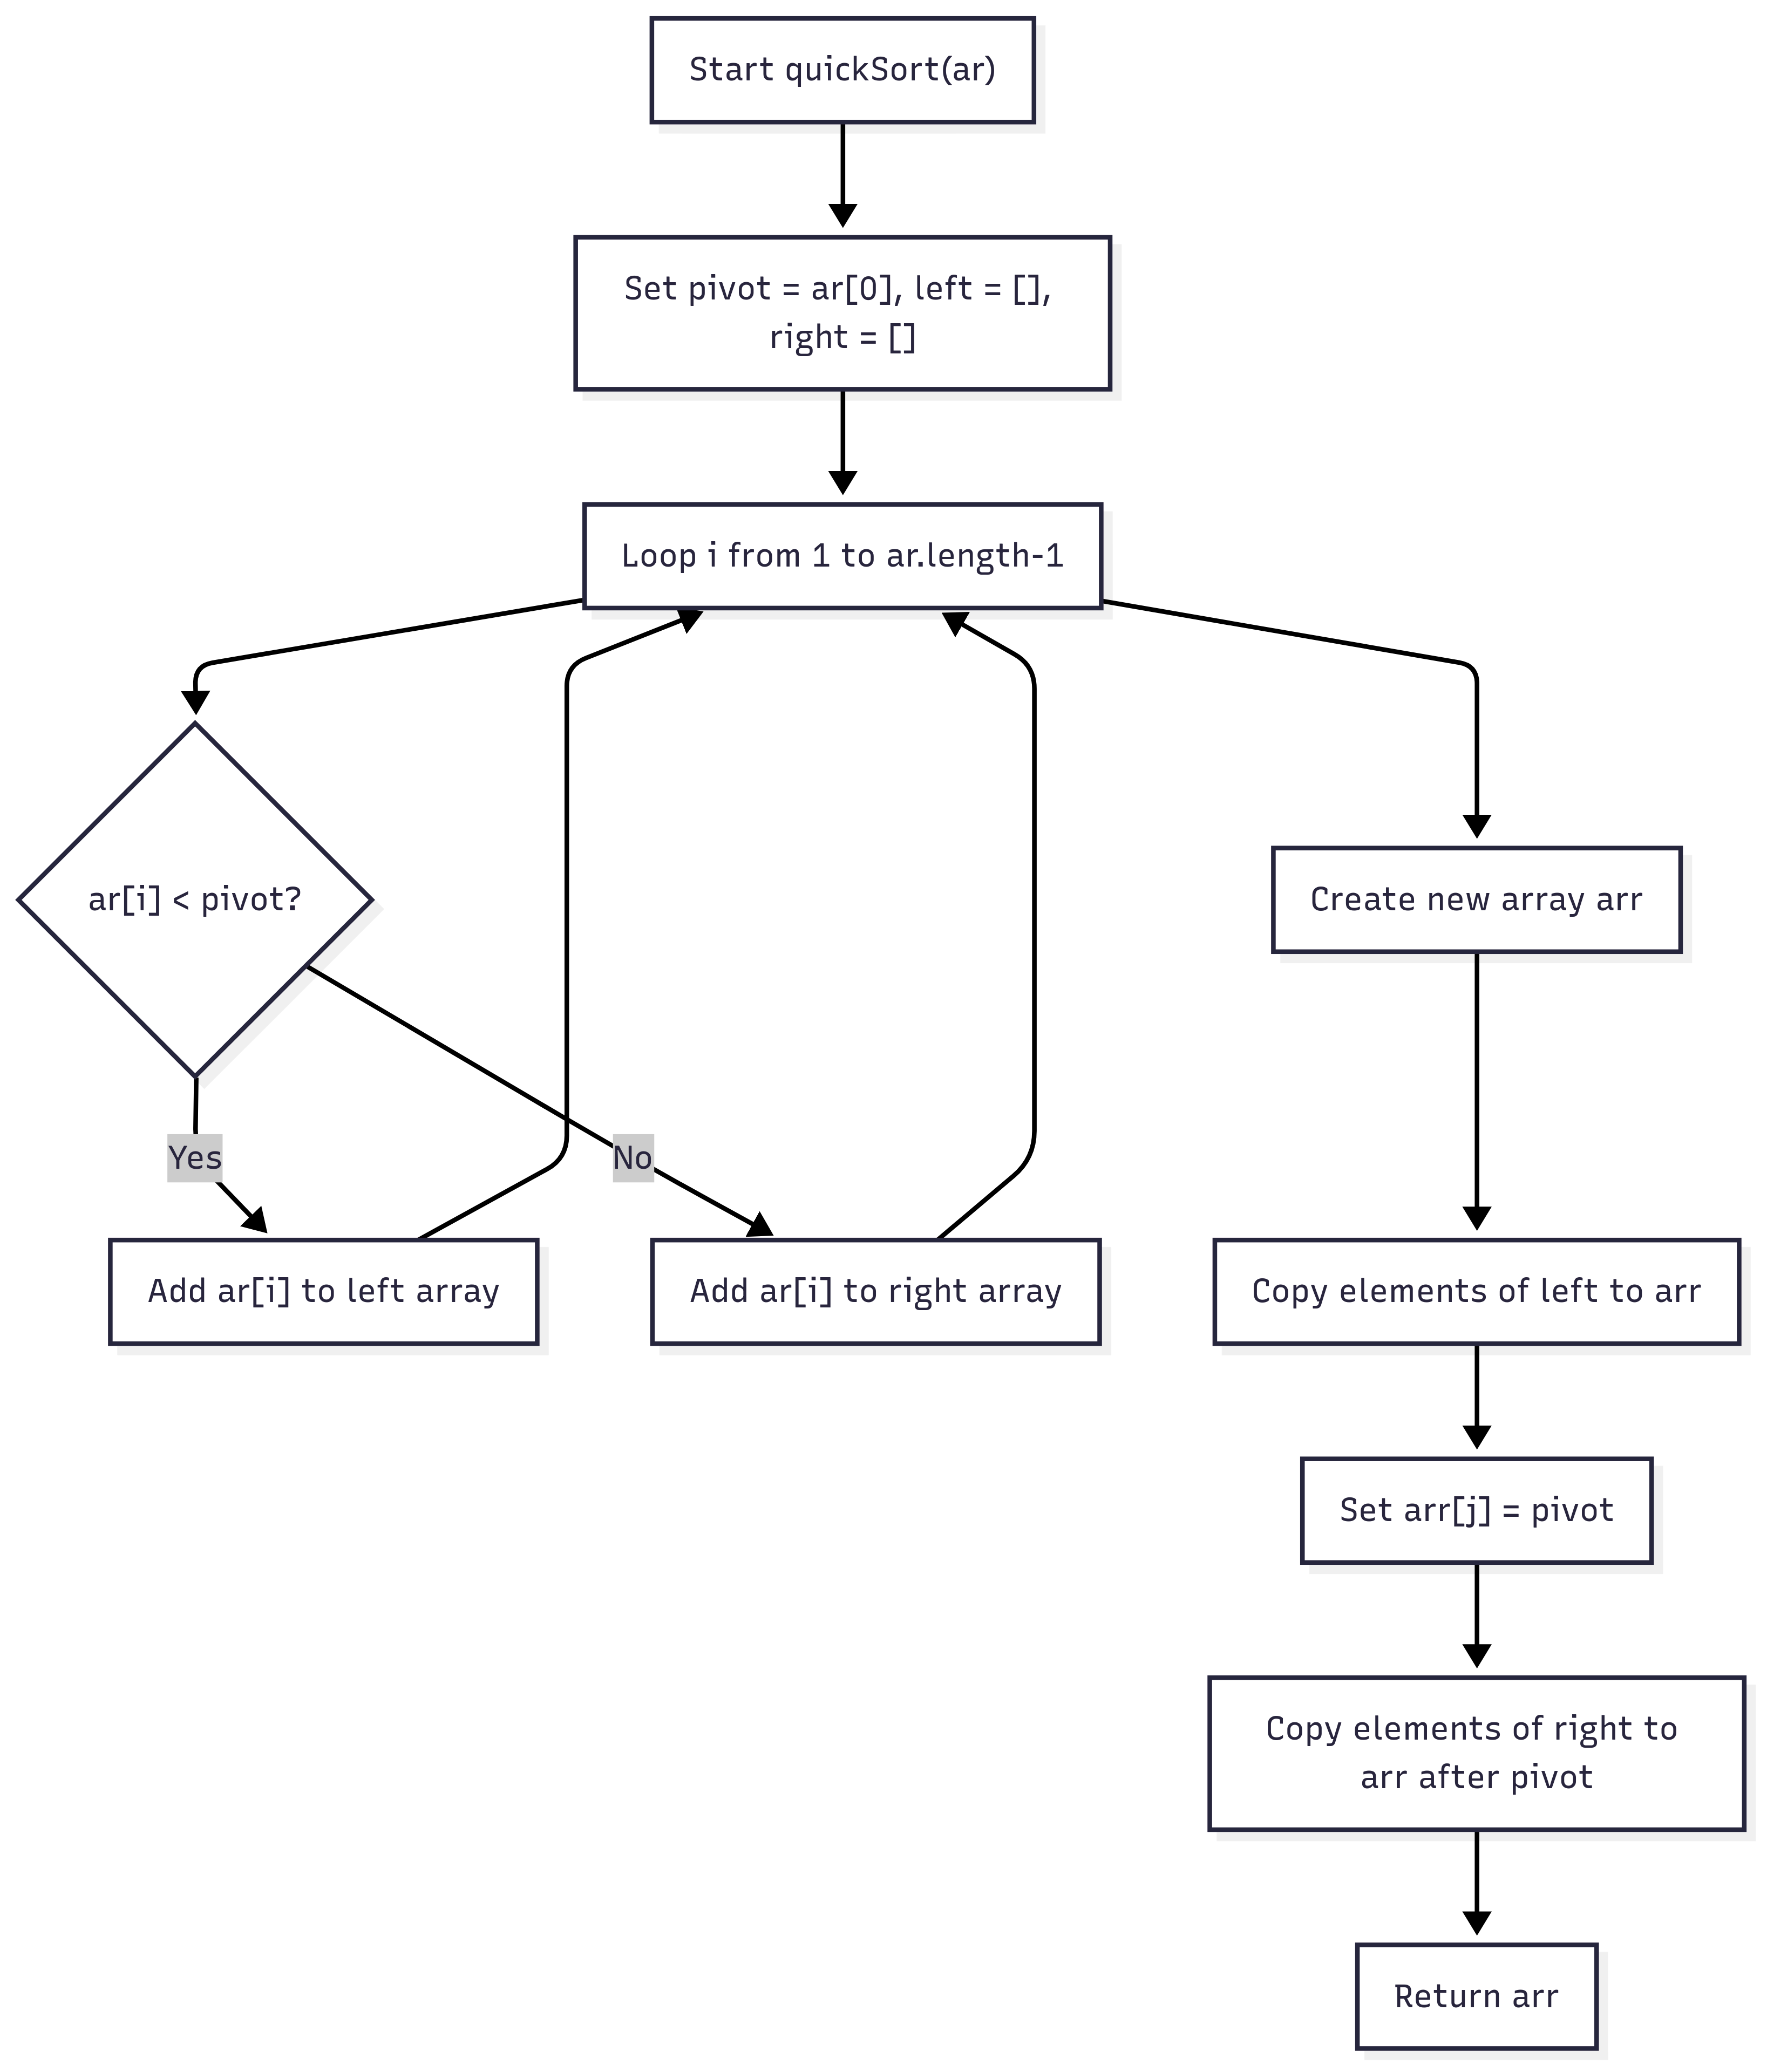 Start quickSort(ar)
Set pivot = ar[0], left = [],
right = []
Loop i from 1 to ar.length-1
ar[i] < pivot?
Create new array arr
Yes
No
Add ar[i] to left array
Add ar[i] to right array
Copy elements of left to arr
Set arr[j] = pivot
Copy elements of right to
arr after pivot
Return arr